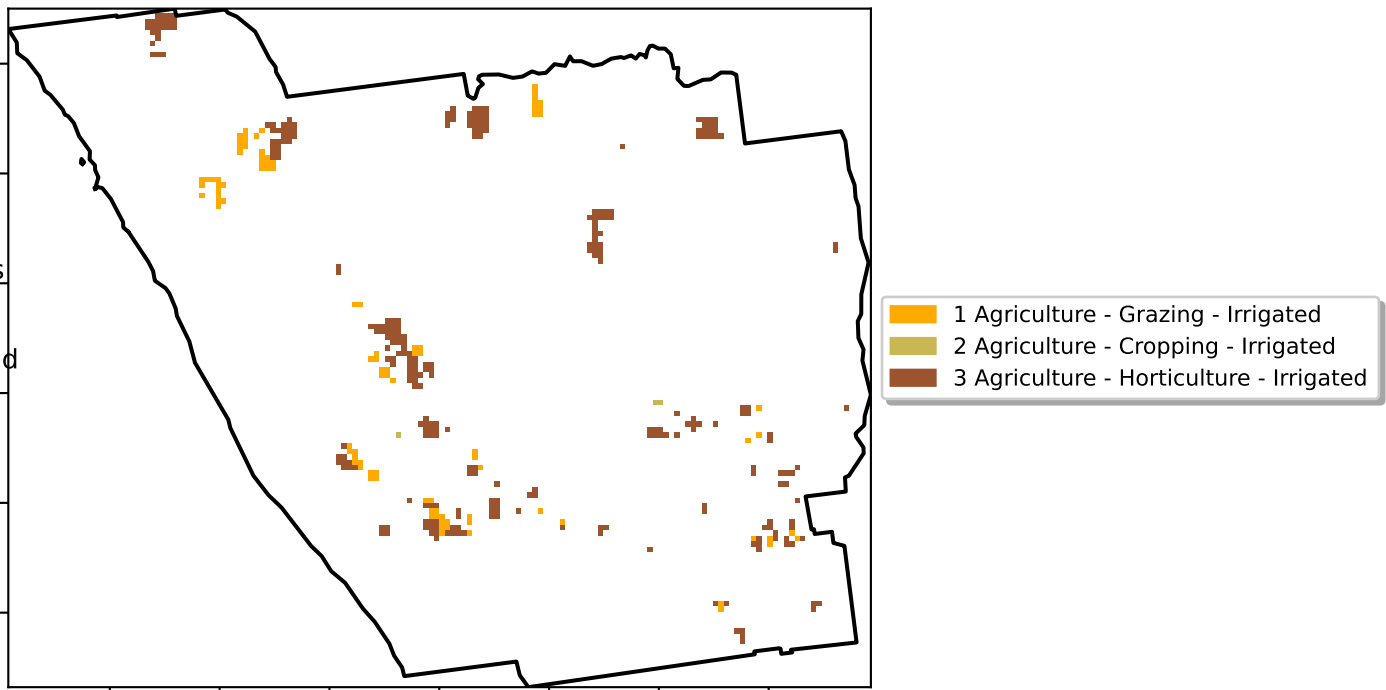 1 Agriculture - Grazing - Irrigated
2 Agriculture - Cropping - Irrigated
d
3 Agriculture - Horticulture - Irrigated